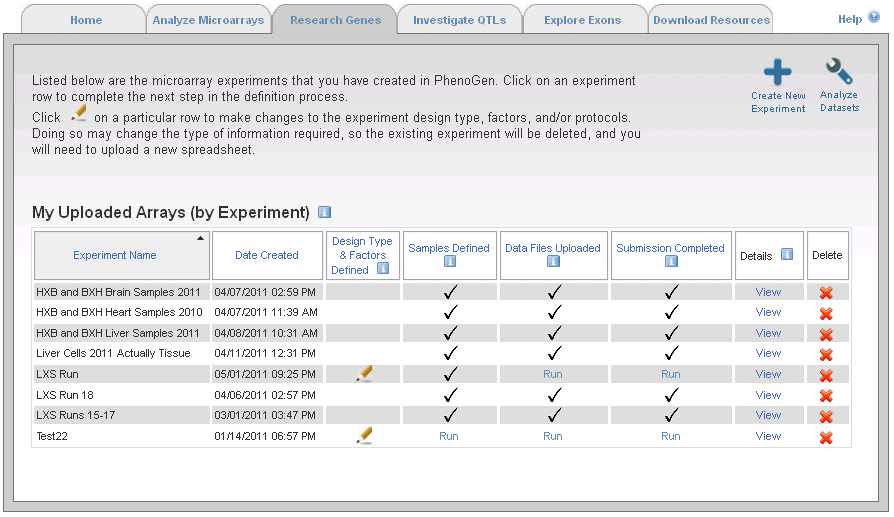 Home
Analyze Microarrays
Research Genes
Investigate QTLs
Explore Exons
Download Resources
Help
Listed below are the microarray experiments that you have created in PhenoGen. Click on an experiment
row to complete the next step in the definition process.
Click on a particular row to make changes to the experiment design type, factors, and/or protocols.
Doing so may change the type of information required, so the existing experiment will be deleted, and you
will need to upload a new spreadsheet.
Create New
Experiment
Analyze
Datasets
My Uploaded Arrays (by Experiment)
Experiment Name
Date Created
Design Type
& Factors
Defined
Samples Defined
Data Files Uploaded
Submission Completed
Details
Delete
HXB and BXH Brain Samples 2011 04/07/2011 02:59 PM View
HXB and BXH Heart Samples 2010 04/07/2011 11:39 AM View
HXB and BXH Liver Samples 2011 04/08/2011 10:31 AM View
Liver Cells 2011 Actually Tissue 04/11/2011 12:31 PM View
LXS Run 05/01/2011 09:25 PM Run Run View
LXS Run 18 04/06/2011 02:57 PM View
LXS Runs 15-17 03/01/2011 03:47 PM View
Test22 01/14/2011 06:57 PM Run Run Run View